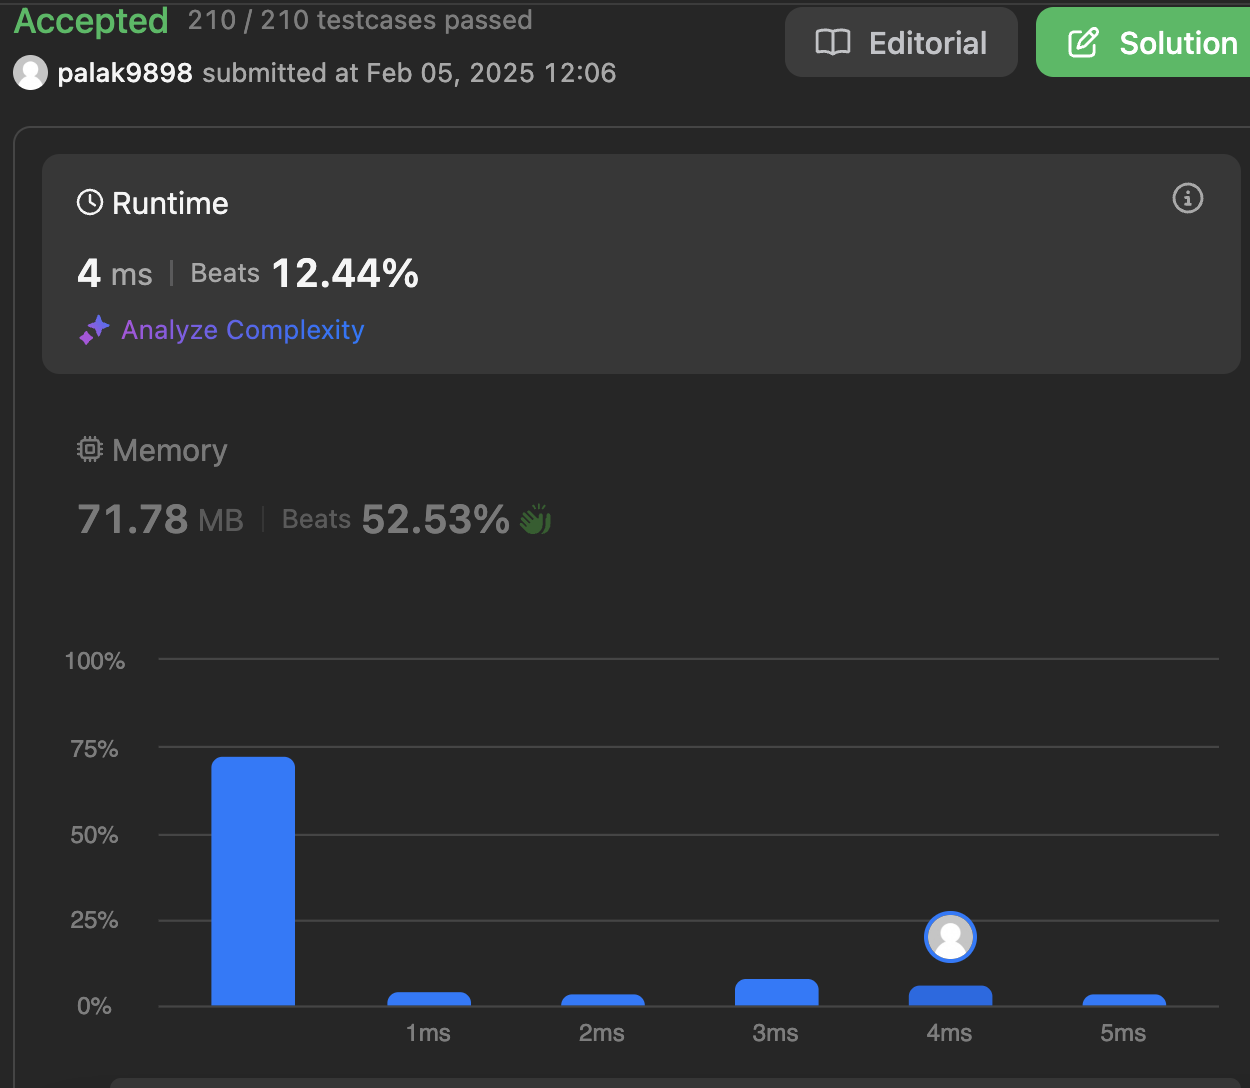 Accepted 210 / 210 testcases passed
Editorial
Solution
palak9898 submitted at Feb 05, 2025 12:06
Runtime
4 ms | Beats 12.44%
Analyze Complexity
Memory
71.78 MB | Beats 52.53%
100%
75%
50%
25%
0%
1ms 2ms 3ms 4ms 5ms